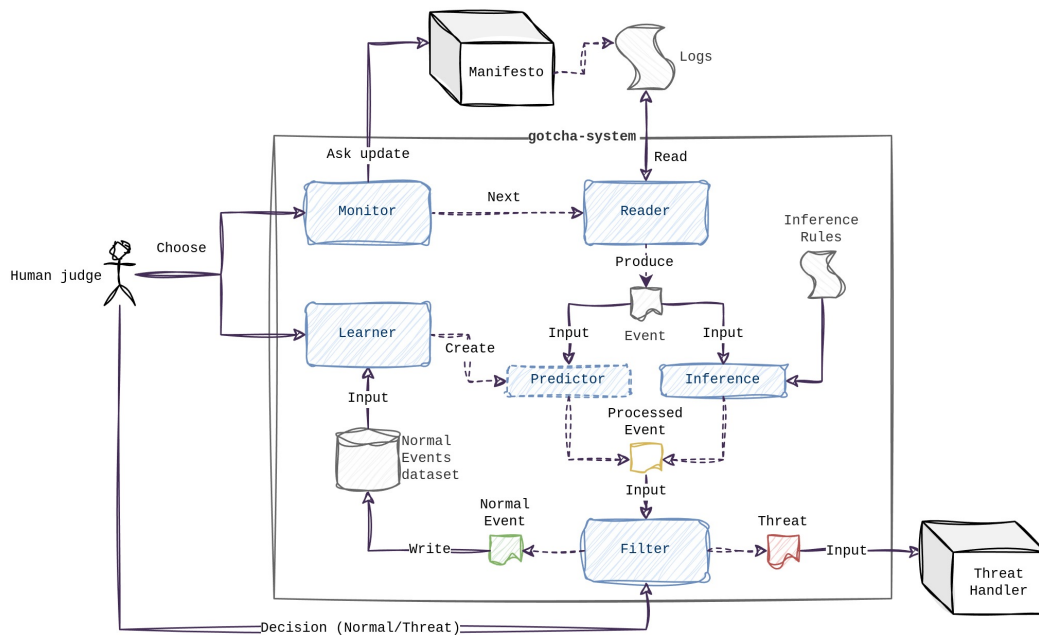 Manifesto
Logs
gotcha-system
Ask update
Read
Monitor
Next
Reader
Inference
Rules
Choose
Human judge
Produce
Event
Learner
Input
Input
Create
Predictor
Inference
Input
Processed
Event
Normal
Events
dataset
Input
Normal
Event
Threat
Write
Filter
Input
Threat
Handler
Decision (Normal/Threat)